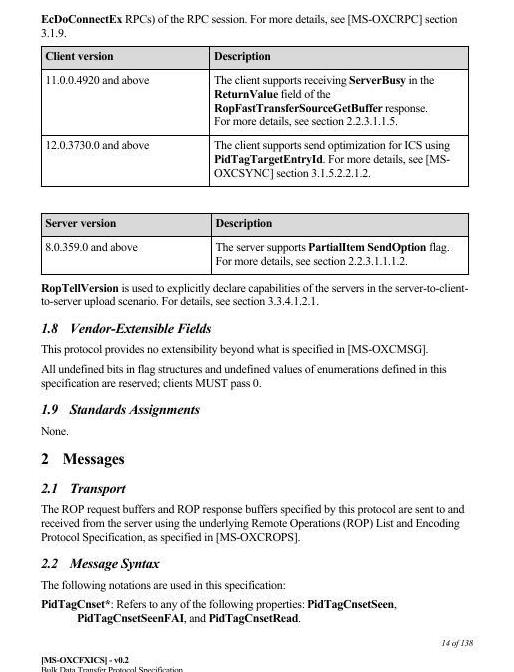 EcDoConnectEx RPCs) of the RPC session. For more details, see [MS-OXCRPC] section
3.1.9.
Client version
Description
11.0.0.4920 and above
The client supports receiving ServerBusy in the
ReturnValue field of the
RopFastTransferSourceGetBuffer response.
For more details, see section 2.2.3.1.1.5.
12.0.3730.0 and above
The client supports send optimization for ICS using
PidTagTargetEntryId. For more details, see [MS-
OXCSYNC] section 3.1.5.2.2.1.2.
Server version
Description
8.0.359.0 and above
The server supports PartialItem SendOption flag.
For more details, see section 2.2.3.1.1.1.2.
RopTellVersion is used to explicitly declare capabilities of the servers in the server-to-client-
to-server upload scenario. For details, see section 3.3.4.1.2.1.
1.8 Vendor-Extensible Fields
This protocol provides no extensibility beyond what is specified in [MS-OXCMSG].
All undefined bits in flag structures and undefined values of enumerations defined in this
specification are reserved; clients MUST pass 0.
1.9 Standards Assignments
None.
2 Messages
2.1 Transport
The ROP request buffers and ROP response buffers specified by this protocol are sent to and
received from the server using the underlying Remote Operations (ROP) List and Encoding
Protocol Specification, as specified in [MS-OXCROPS].
2.2 Message Syntax
The following notations are used in this specification:
PidTagCnset*: Refers to any of the following properties: PidTagCnsetSeen,
PidTagCnsetSeenFAI, and PidTagCnsetRead.
14 of 138
[MS-OXCFXICS] - v0.2
Bulk Data Transfer Protocol Specification